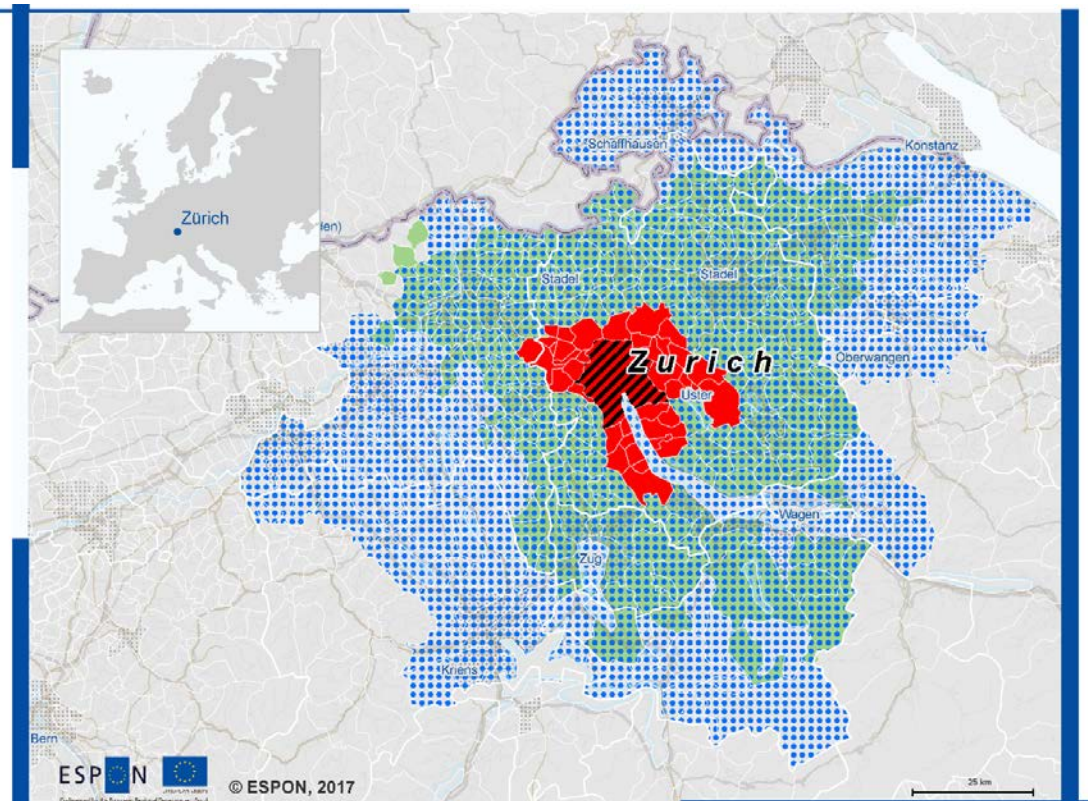 Zürich
Schaffhausen
Konstanz
Stadel
Stadel
Zurich
Oberwangen
Uster
Wagen
Zug
Kriens
Bern
ESPON
© ESPON, 2017
25 km